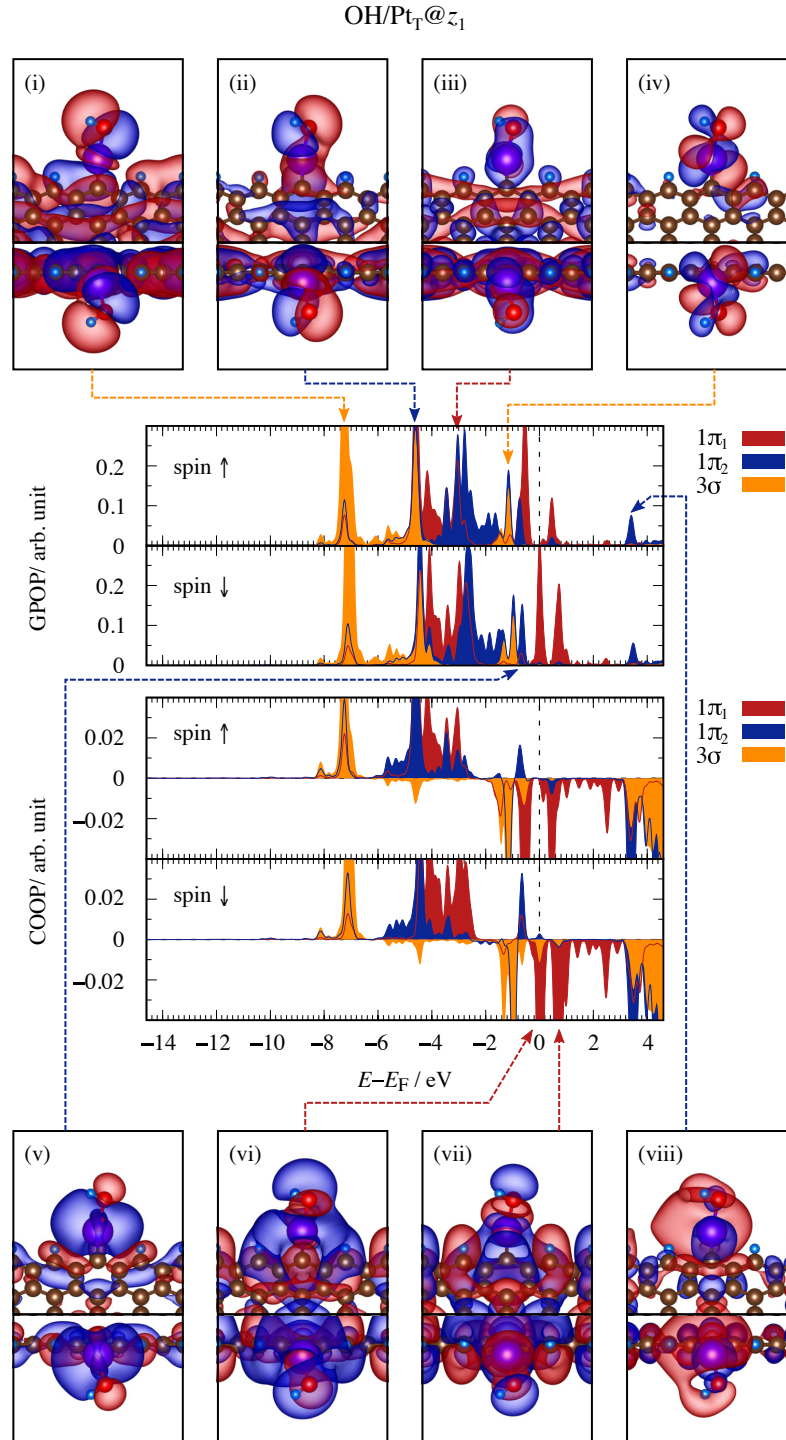 OH/Pt_T@z_1
(i) (ii) (iii) (iv)
1π_1
0.2 spin ↑ 1π_2
3σ
0.1
0
GPOP/ arb. unit
0.2 spin ↓
0.1
0
1π_1
0.02 spin ↑ 1π_2
3σ
0
−0.02
COOP/ arb. unit
0.02 spin ↓
0
−0.02
−14 −12 −10 −8 −6 −4 −2 0 2 4
E−E_F / eV
(v) (vi) (vii) (viii)